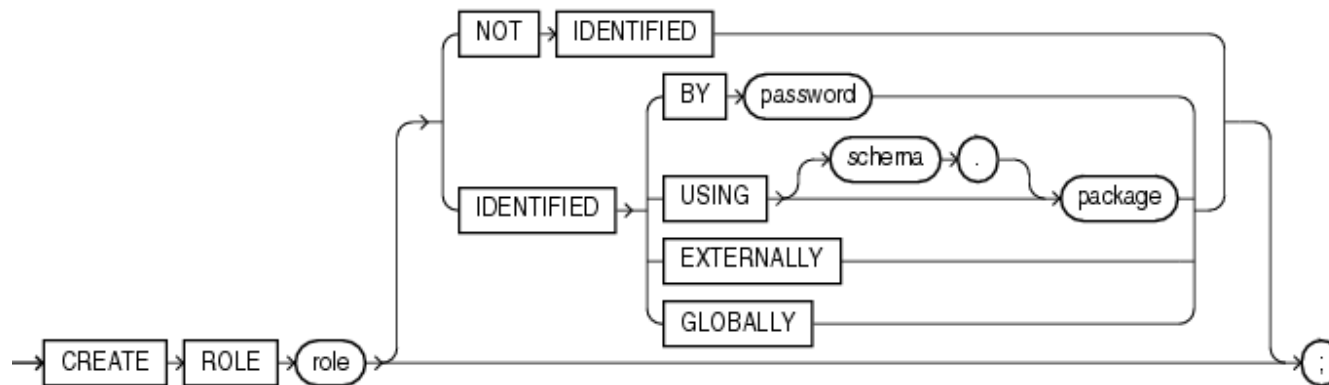 NOT IDENTIFIED
BY password
schema .
IDENTIFIED USING package
EXTERNALLY
GLOBALLY
CREATE ROLE role ;